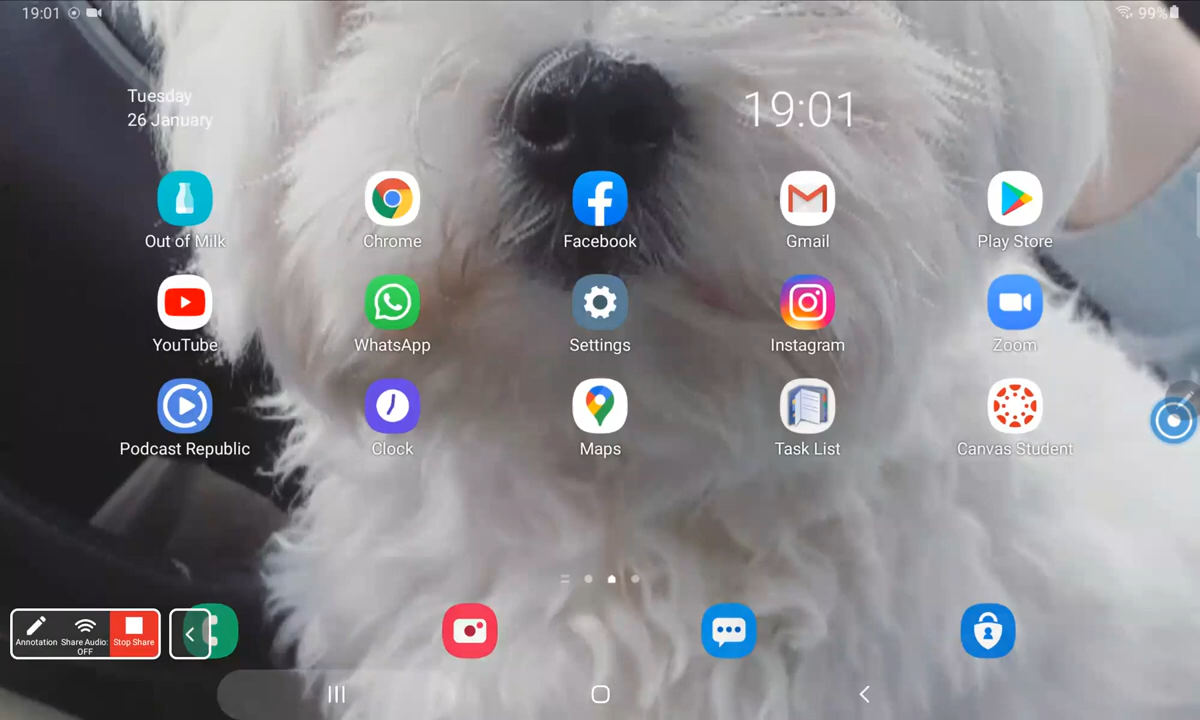 19:01
99%
Tuesday
26 January
19:01
Out of Milk
Chrome
Facebook
Gmail
Play Store
YouTube
WhatsApp
Settings
Instagram
Zoom
Podcast Republic
Clock
Maps
Task List
Canvas Student
Annotation
Share Audio:
OFF
Stop Share